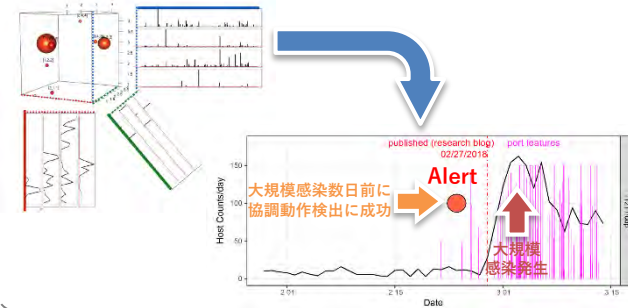 published (research blog)
02/27/2018
port features
Alert
大規模感染数日前に
協調動作検出に成功
大規模
感染発生
Host Counts/day
150
100
50
0
2 01
2 15
3 01
3 15
Date